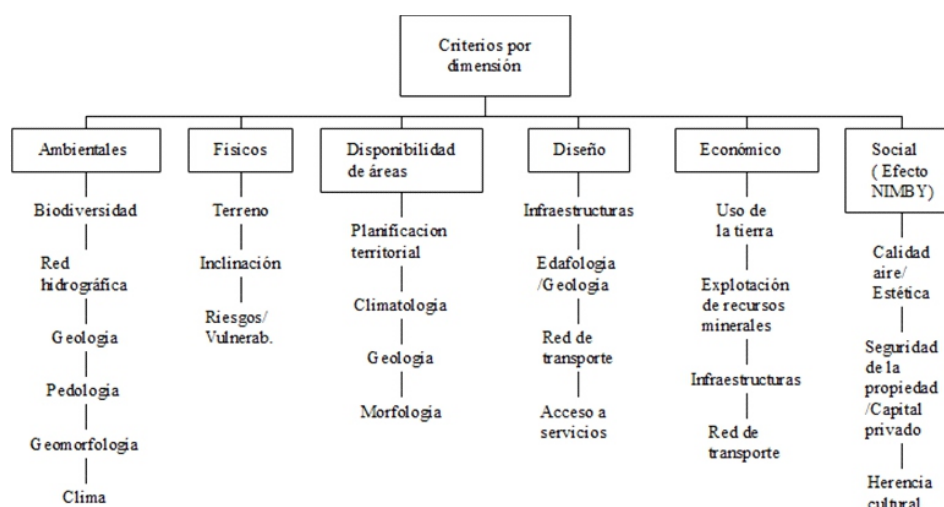 Criterios por
dimensión
Ambientales
Biodiversidad
Red
hidrográfica
Geologia
Pedologia
Geomorfologia
Clima
Físicos
Terreno
Inclinación
Riesgos/
Vulnerab.
Disponibilidad
de áreas
Planificacion
territorial
Climatologia
Geologia
Morfologia
Diseño
Infraestructuras
Edafologia
/Geologia
Red de
transporte
Acceso a
servicios
Económico
Uso de
la tierra
Explotación
de recursos
minerales
Infraestructuras
Red de
transporte
Social
( Efecto
NIMBY)
Calidad
aire/
Estética
Seguridad
de la
propiedad
/Capital
privado
Herencia
cultural